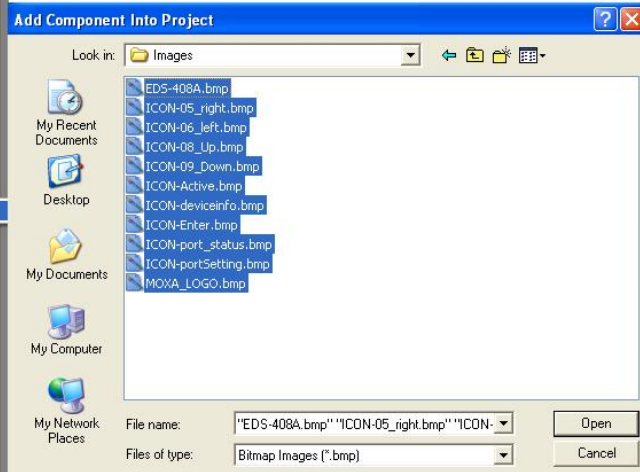 Add Component Into Project
Look in:
Images
EDS-408A.bmp
ICON-05_right.bmp
ICON-06_left.bmp
ICON-08_Up.bmp
ICON-09_Down.bmp
ICON-Active.bmp
ICON-deviceinfo.bmp
ICON-Enter.bmp
ICON-port_status.bmp
ICON-portSetting.bmp
MOXA_LOGO.bmp
My Recent
Documents
Desktop
My Documents
My Computer
My Network
Places
File name:
"EDS-408A.bmp" "ICON-05_right.bmp" "ICON-
Open
Files of type:
Bitmap Images (*.bmp)
Cancel